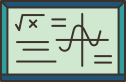 √x =